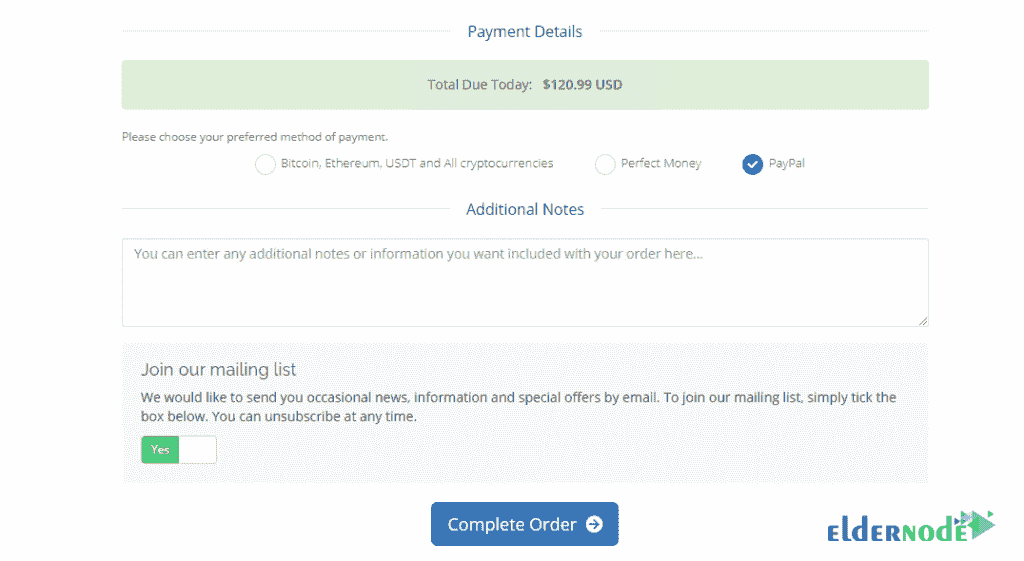 Payment Details
Total Due Today: $120.99 USD
Please choose your preferred method of payment.
Bitcoin, Ethereum, USDT and All cryptocurrencies Perfect Money PayPal
Additional Notes
You can enter any additional notes or information you want included with your order here...
Join our mailing list
We would like to send you occasional news, information and special offers by email. To join our mailing list, simply tick the
box below. You can unsubscribe at any time.
Yes
Complete Order
elderNode